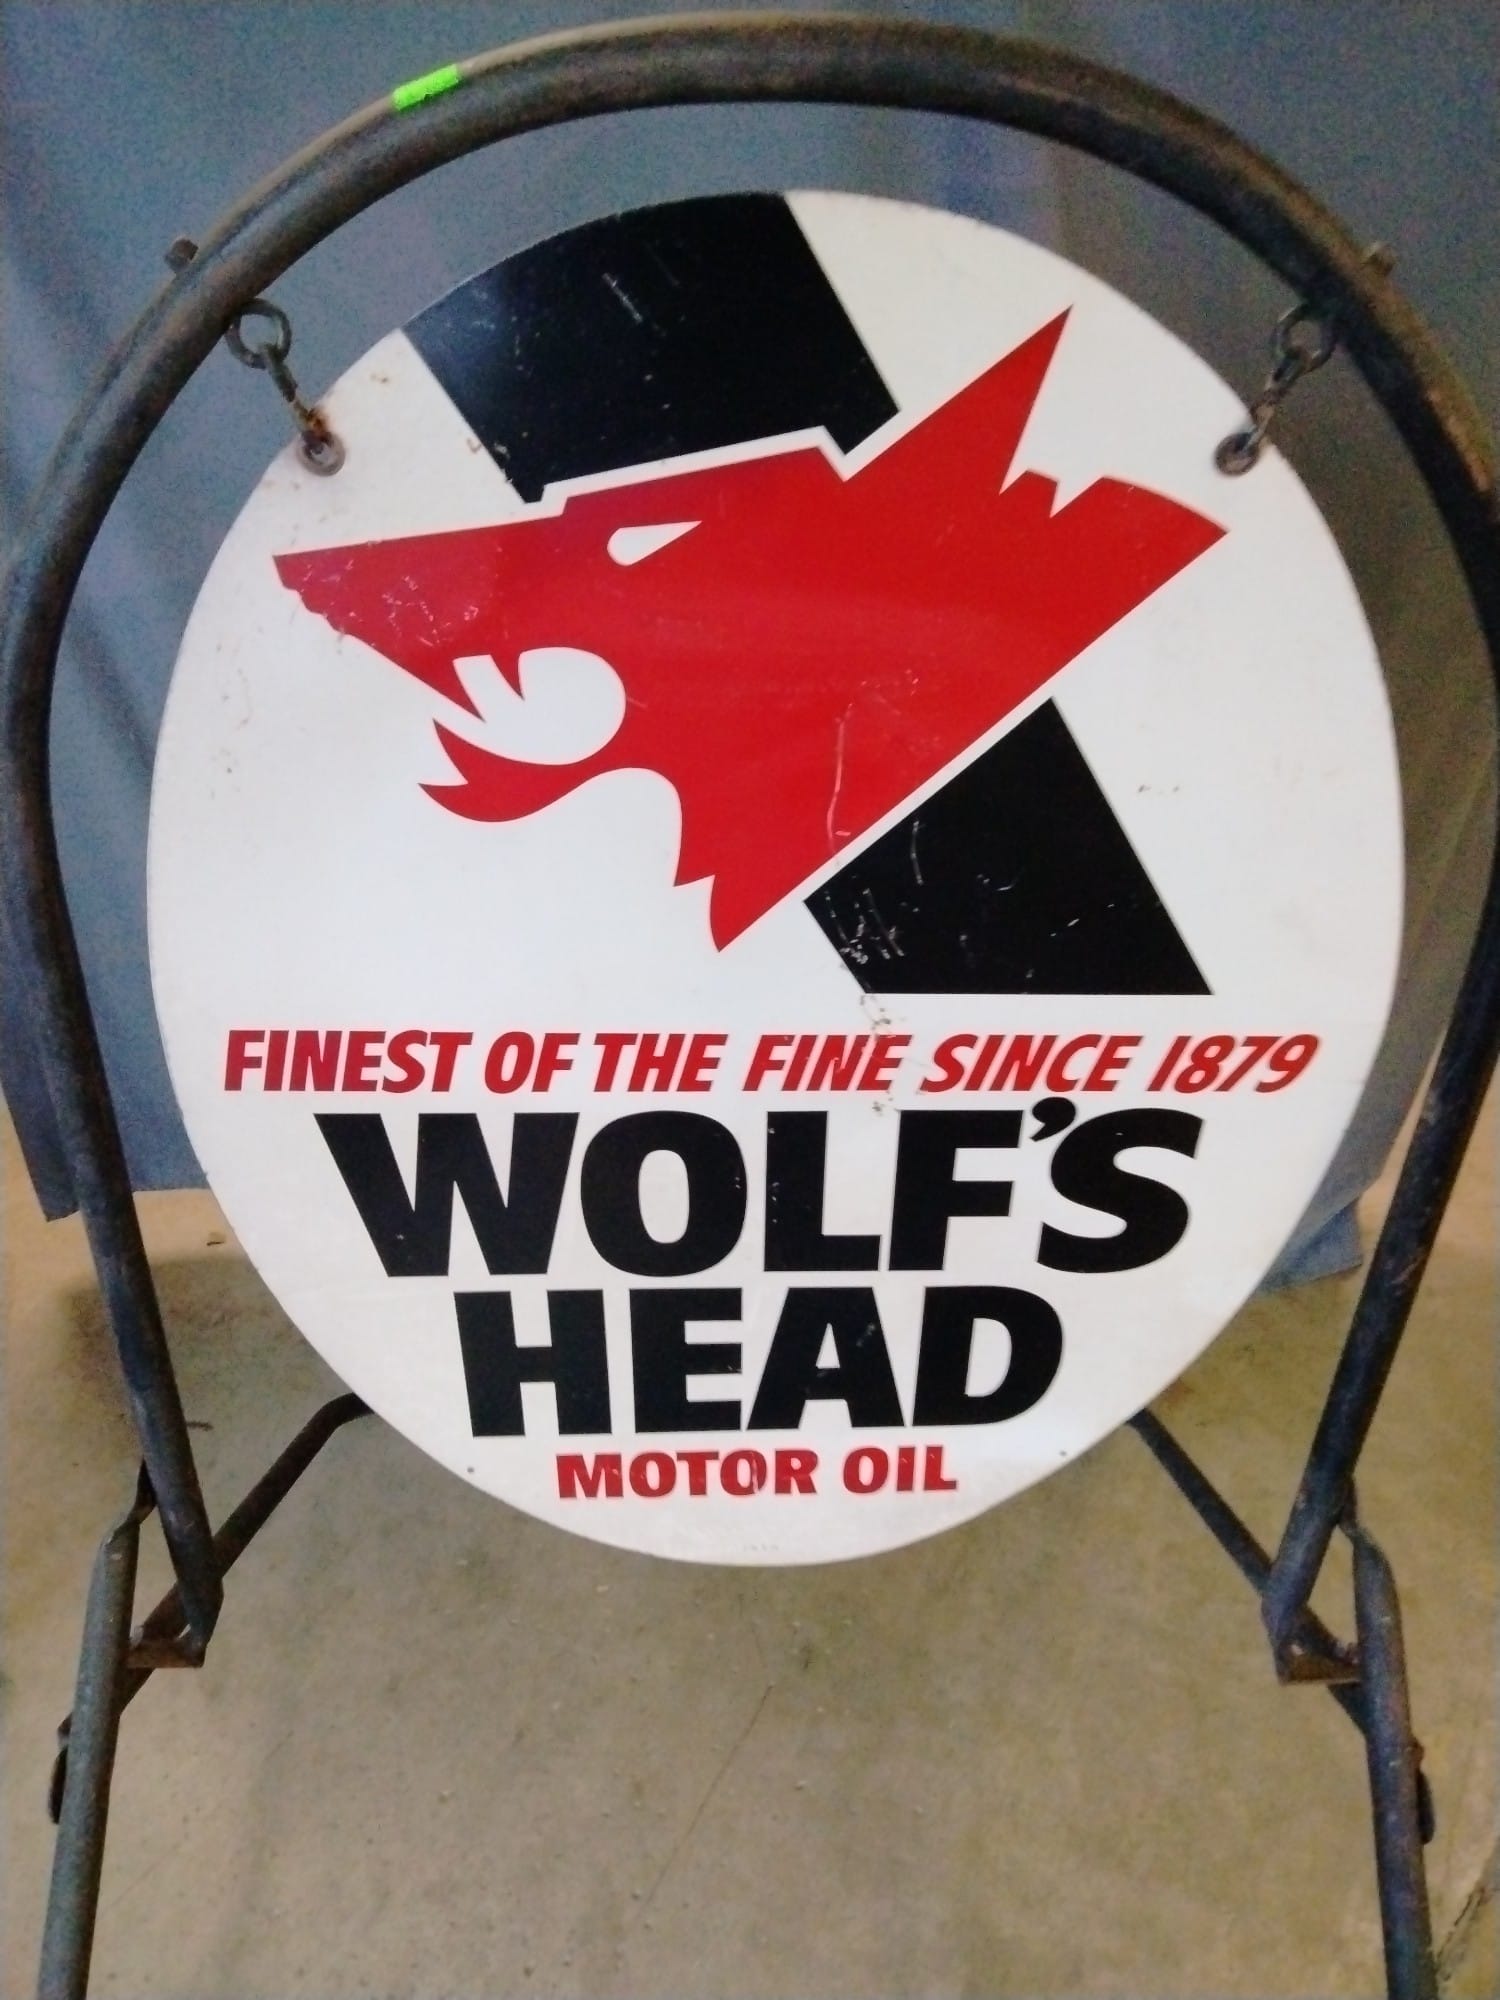 FINEST OF THE FINE SINCE 1879
WOLF'S
HEAD
MOTOR OIL